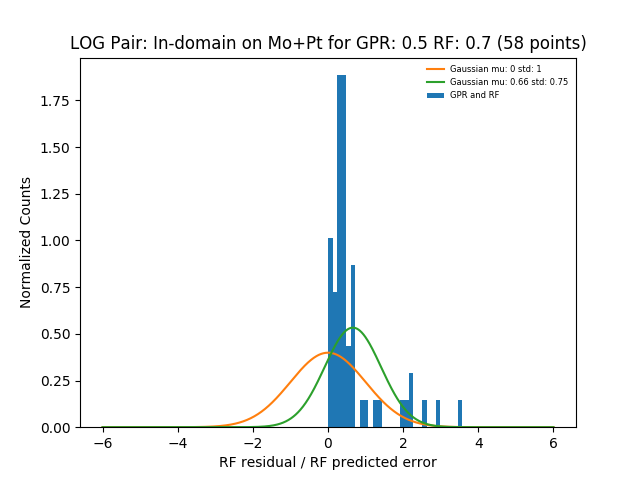 LOG Pair: In-domain on Mo+Pt for GPR: 0.5 RF: 0.7 (58 points)
Gaussian mu: 0 std: 1
Gaussian mu: 0.66 std: 0.75
GPR and RF
Normalized Counts
1.75
1.50
1.25
1.00
0.75
0.50
0.25
0.00
−6 −4 −2 0 2 4 6
RF residual / RF predicted error